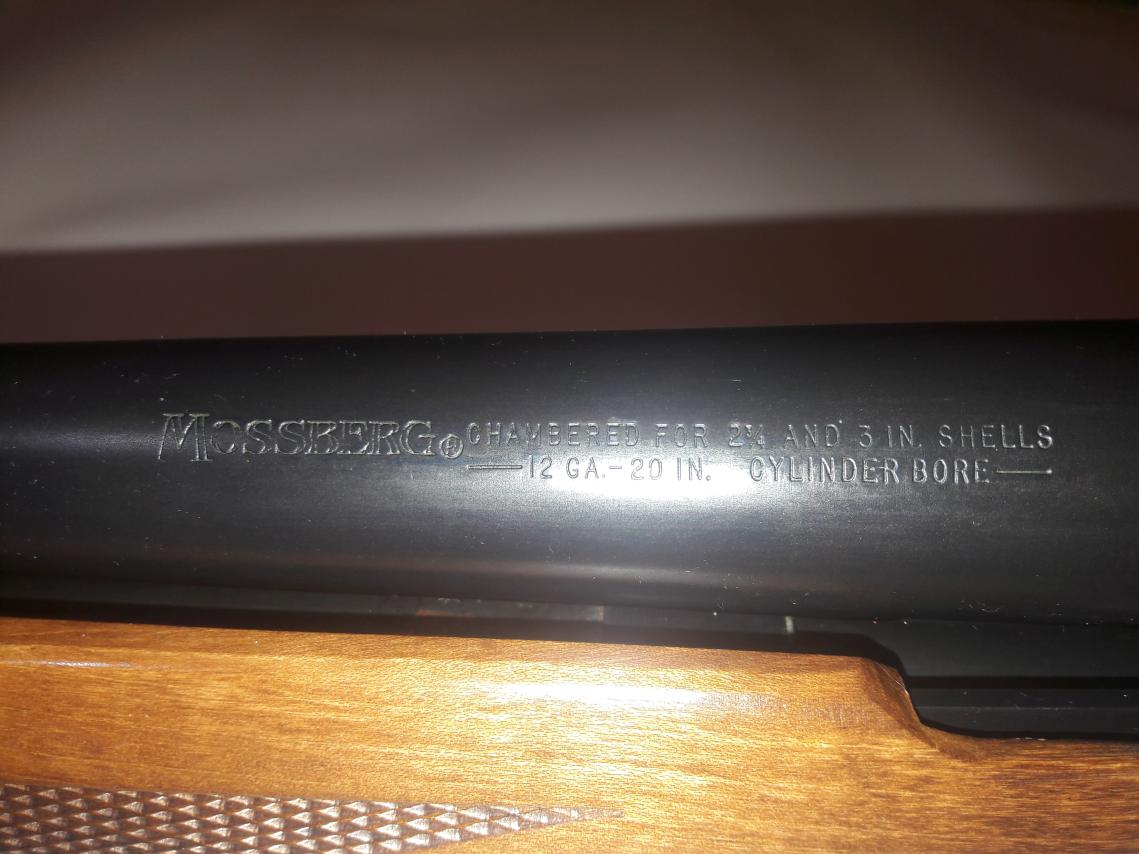 MOSSBERG® CHAMBERED FOR 2¾ AND 3 IN. SHELLS
12 GA.-20 IN. CYLINDER BORE